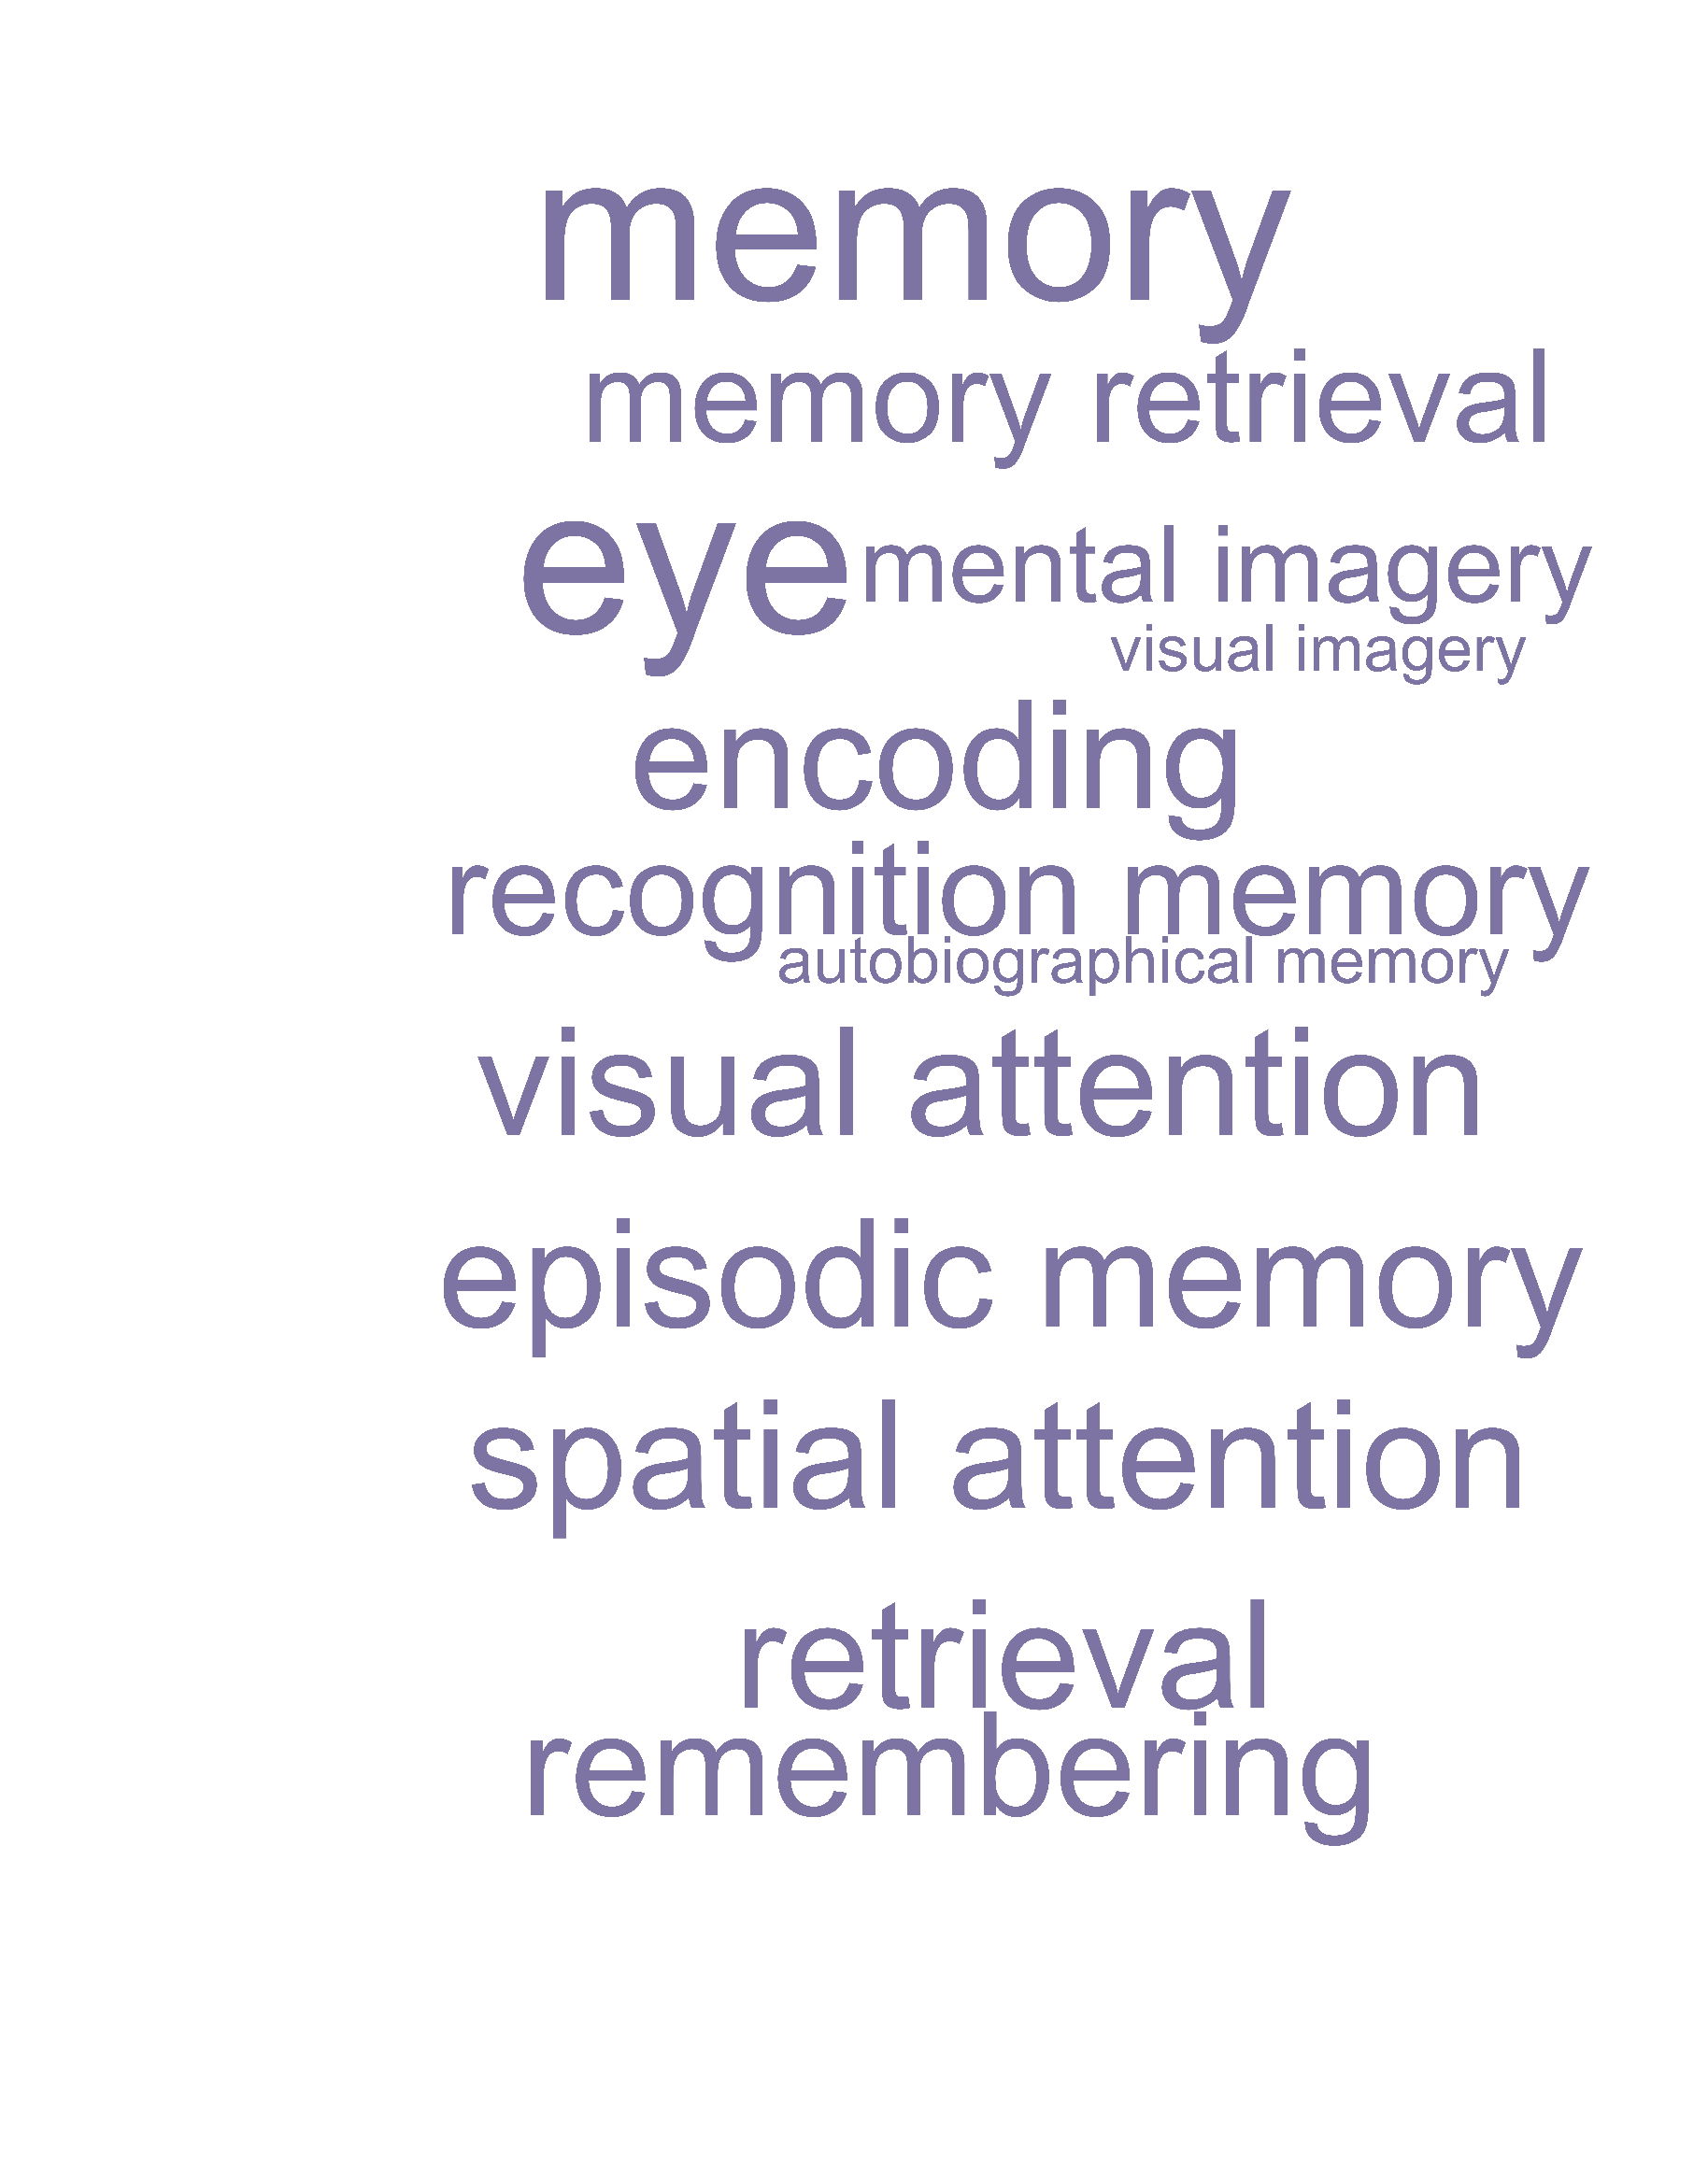 memory
memory retrieval
eye mental imagery
visual imagery
encoding
recognition memory
autobiographical memory
visual attention
episodic memory
spatial attention
retrieval
remembering